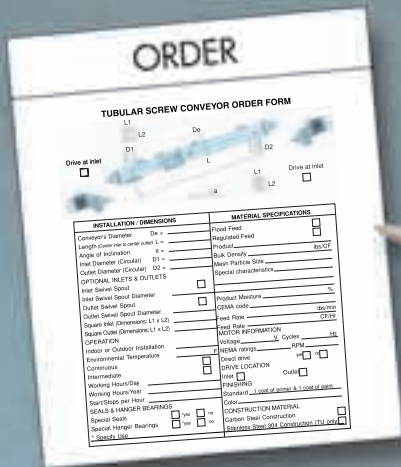 ORDER
TUBULAR SCREW CONVEYOR ORDER FORM
L1
L2
De
D1
D2
Drive at inlet
L
L1
L2
Drive at inlet
a
INSTALLATION / DIMENSIONS
Conveyor's Diameter De =
Length (Center inlet to center outlet) L =
Angle of Inclination a =
Inlet Diameter (Circular) D1 =
Outlet Diameter (Circular) D2 =
OPTIONAL INLETS & OUTLETS
Inlet Swivel Spout
Inlet Swivel Spout Diameter
Outlet Swivel Spout
Outlet Swivel Spout Diameter
Square Inlet (Dimensions: L1 x L2)
Square Outlet (Dimensions: L1 x L2)
OPERATION
Indoor or Outdoor Installation
Environmental Temperature F
Continuous
Intermediate
Working Hours/Day
Working Hours/Year
Start/Stops per Hour
SEALS & HANGER BEARINGS
Special Seals *yes no
Special Hanger Bearings *yes no
* Specify Use
MATERIAL SPECIFICATIONS
Flood Feed
Regulated Feed
Product
Bulk Density lbs/CF
Mesh Particle Size
Special characteristics
Product Moisture %
CEMA code
Feed Rate lbs/min
Feed Rate CF/Hr
MOTOR INFORMATION
Voltage V Cycles Hz
NEMA ratings RPM
Direct drive yes no
DRIVE LOCATION
Inlet Outlet
FINISHING
Standard 1 coat of primer & 1 coat of paint
Color
CONSTRUCTION MATERIAL
Carbon Steel Construction
Stainless Steel 304 Construction (TU only)